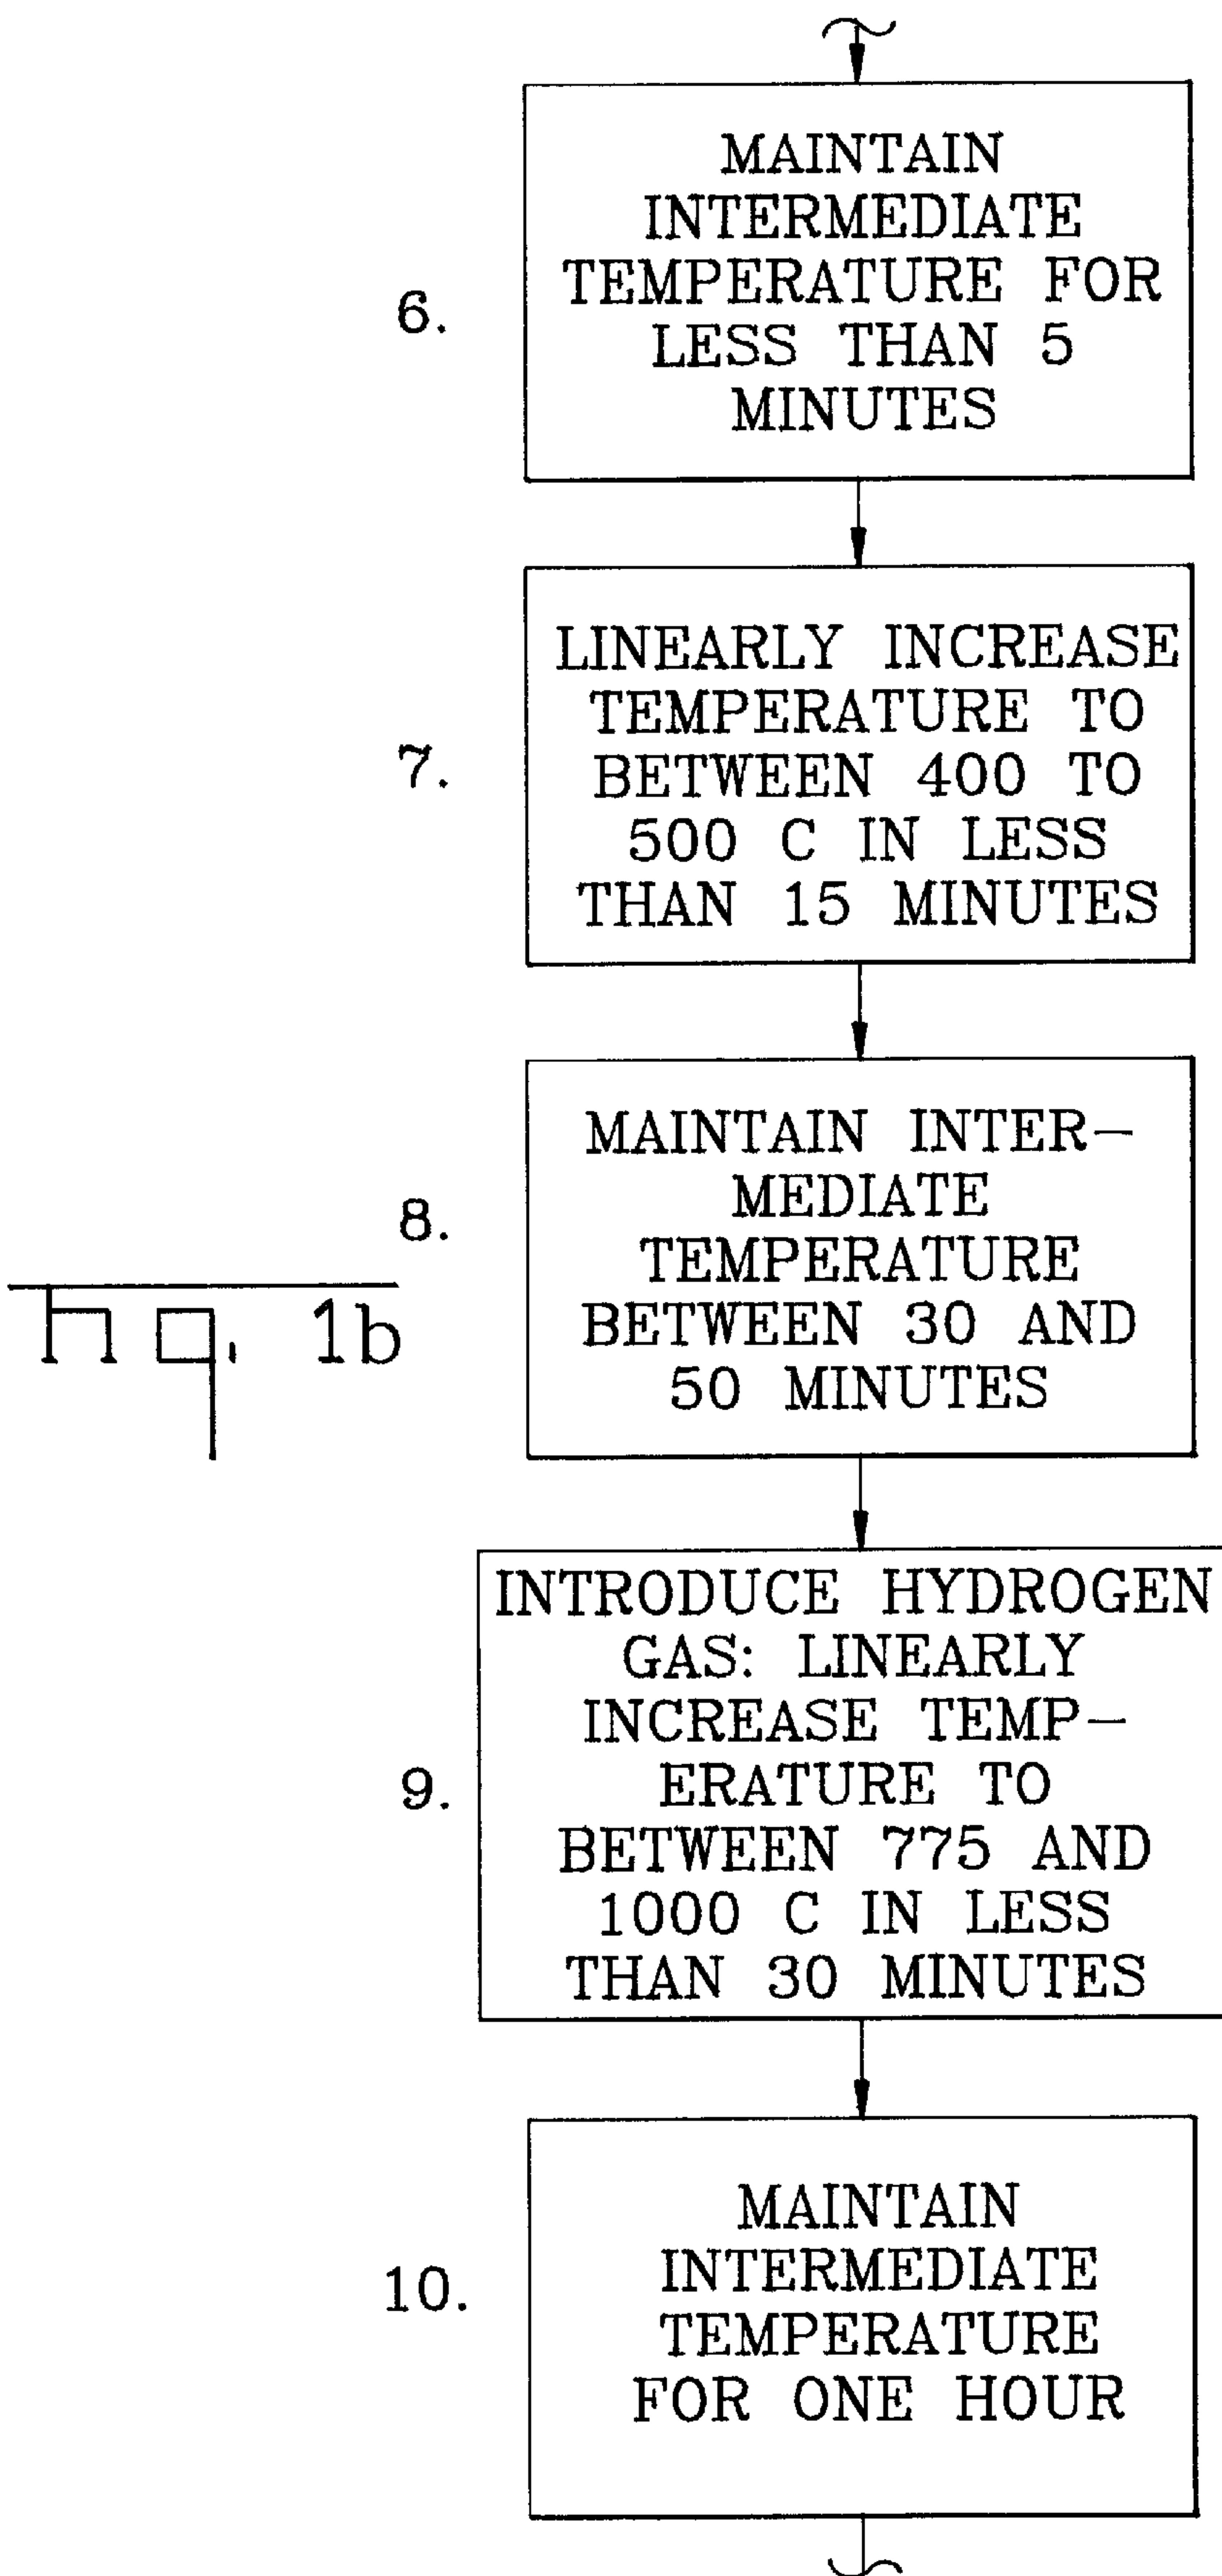 6.
MAINTAIN
INTERMEDIATE
TEMPERATURE FOR
LESS THAN 5
MINUTES
7.
LINEARLY INCREASE
TEMPERATURE TO
BETWEEN 400 TO
500 C IN LESS
THAN 15 MINUTES
8.
MAINTAIN INTER-
MEDIATE
TEMPERATURE
BETWEEN 30 AND
50 MINUTES
Fig. 1b
9.
INTRODUCE HYDROGEN
GAS: LINEARLY
INCREASE TEMP-
ERATURE TO
BETWEEN 775 AND
1000 C IN LESS
THAN 30 MINUTES
10.
MAINTAIN
INTERMEDIATE
TEMPERATURE
FOR ONE HOUR